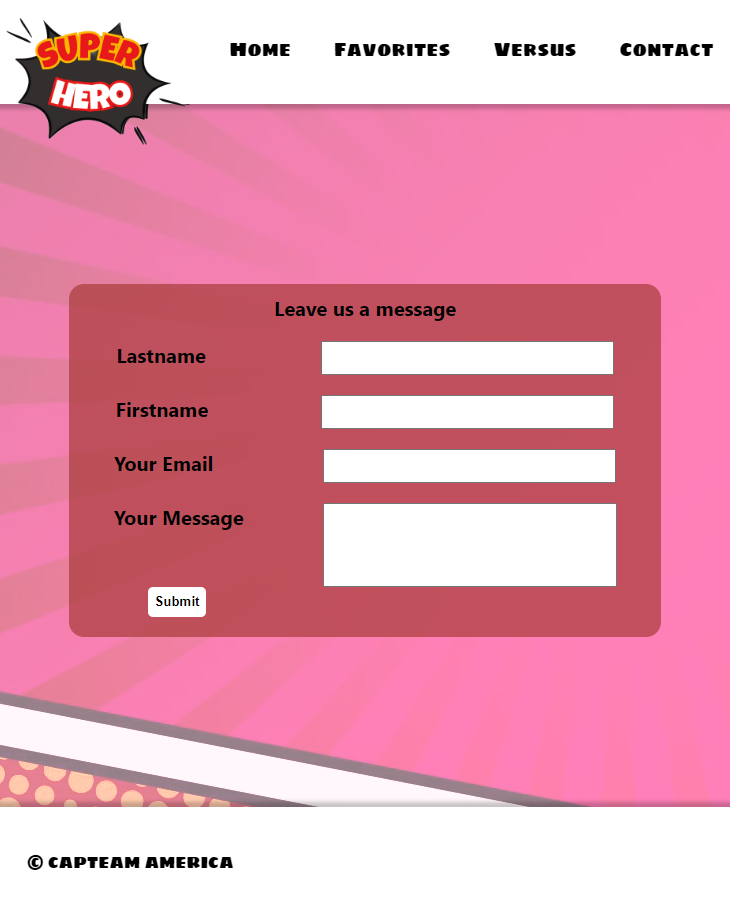 SUPER
HERO
Home Favorites Versus Contact
Leave us a message
Lastname
Firstname
Your Email
Your Message
Submit
© CAPTEAM AMERICA